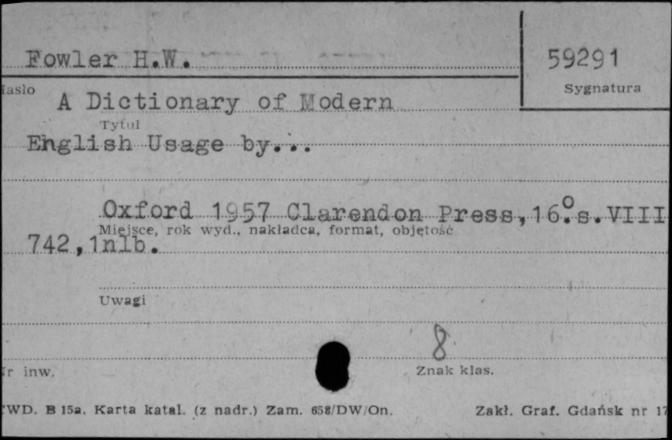 Fowler H.W.
59291
Sygnatura
A Dictionary of Modern
Tytuł
English Usage by...
Oxford 1957 Clarendon Press, 16°.s.VIII
Miejsce, rok wyd., nakładca, format, objętość
742,1nlb.
Uwagi
8
inw.
Znak klas.
WD. B 15a. Karta katal. (z nadr.) Zam. 658/DW/On.
Zakł. Graf. Gdańsk nr